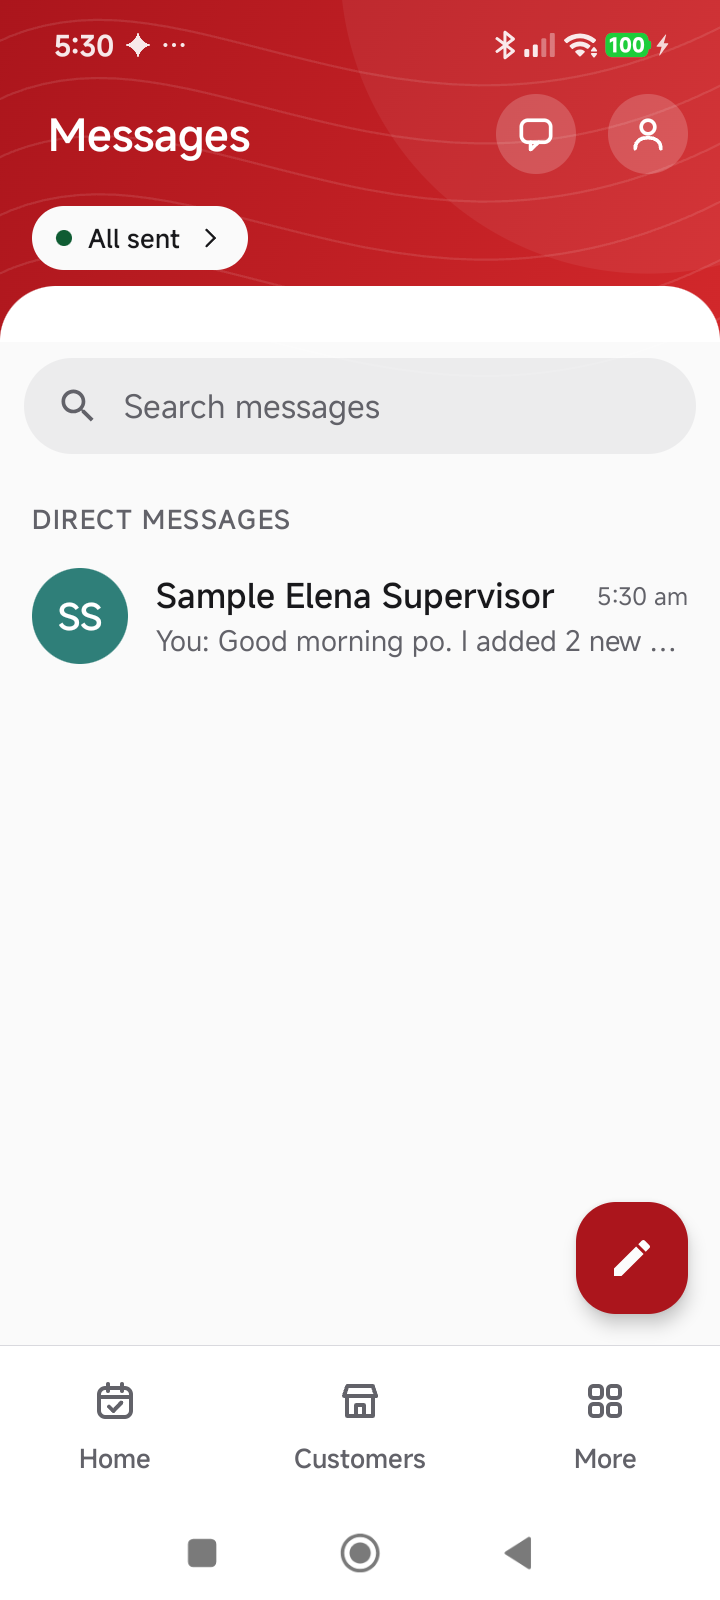 5:30
100
Messages
All sent
Search messages
DIRECT MESSAGES
SS
Sample Elena Supervisor
5:30 am
You: Good morning po. I added 2 new ...
Home
Customers
More